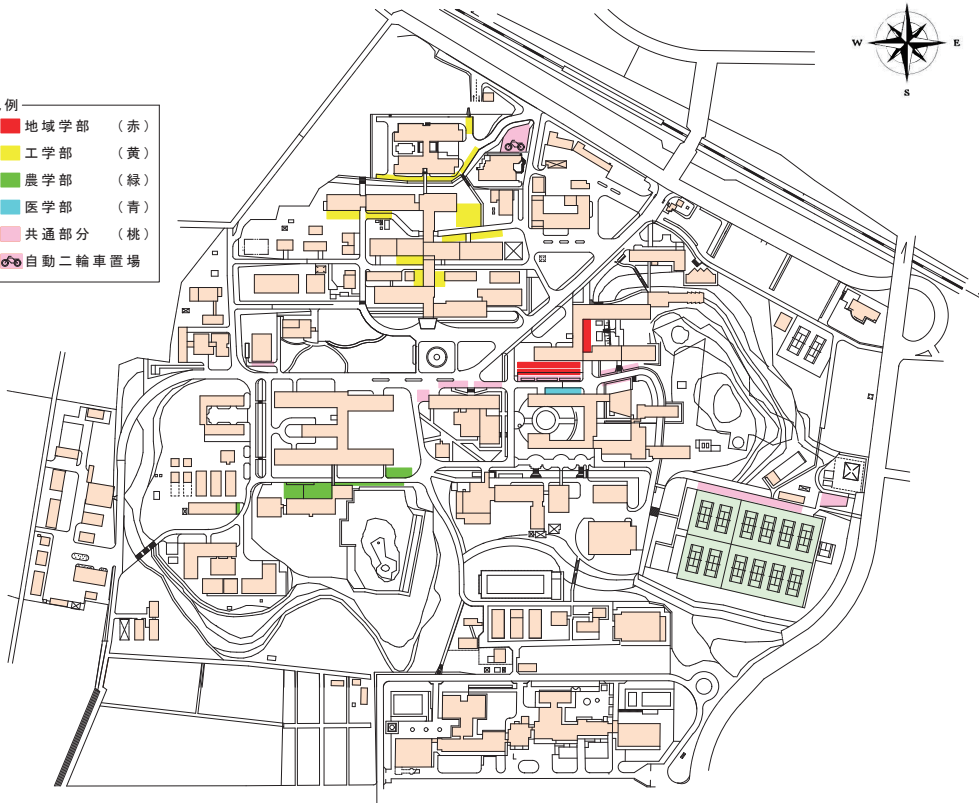 例
地域学部 （赤）
工学部 （黄）
農学部 （緑）
医学部 （青）
共通部分 （桃）
自動二輪車置場
W E
S